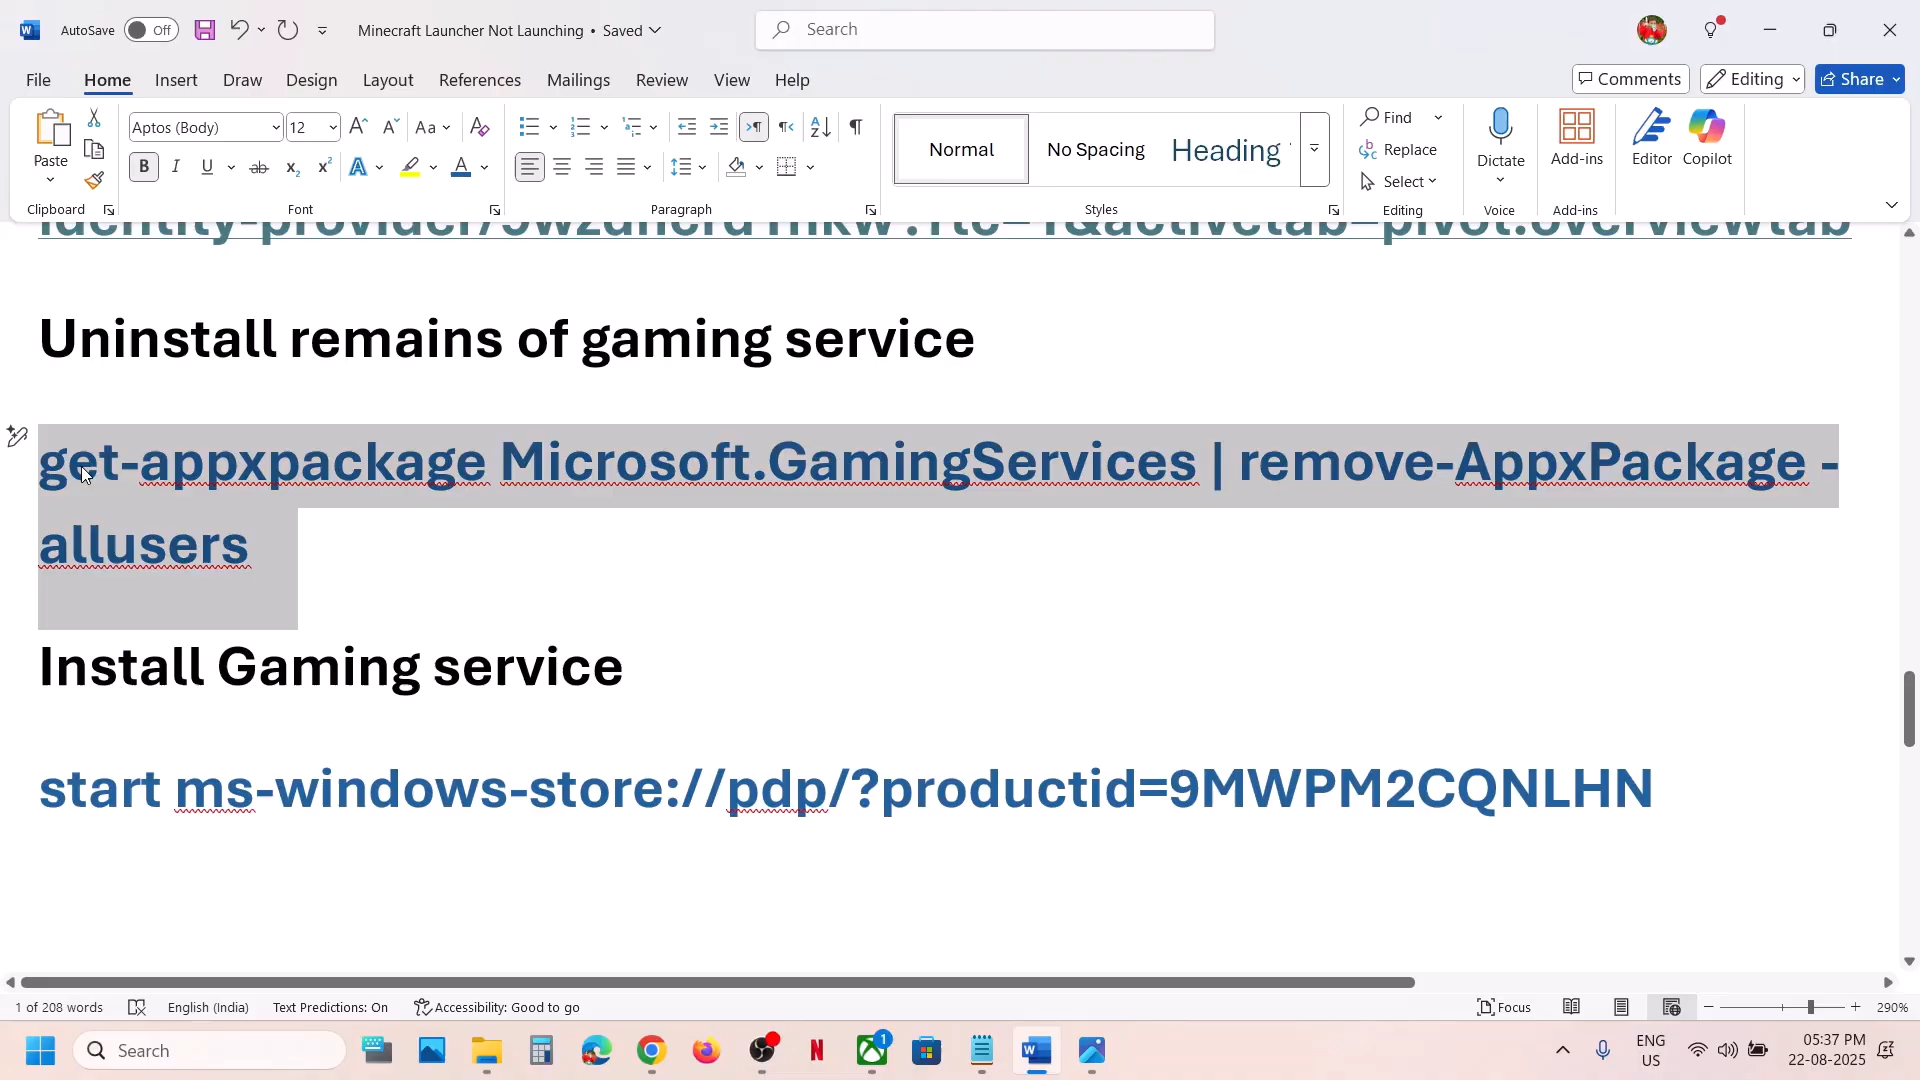 AutoSave Off Minecraft Launcher Not Launching • Saved Search
File Home Insert Draw Design Layout References Mailings Review View Help Comments Editing Share
Paste Aptos (Body) 12 Aa Normal No Spacing Heading Find Replace Select Dictate Add-ins Editor Copilot
Clipboard Font Paragraph Styles Editing Voice Add-ins
Uninstall remains of gaming service
get-appxpackage Microsoft.GamingServices | remove-AppxPackage -
allusers
Install Gaming service
start ms-windows-store://pdp/?productid=9MWPM2CQNLHN
1 of 208 words English (India) Text Predictions: On Accessibility: Good to go Focus 290%
Search 1 ENG US 05:37 PM 22-08-2025